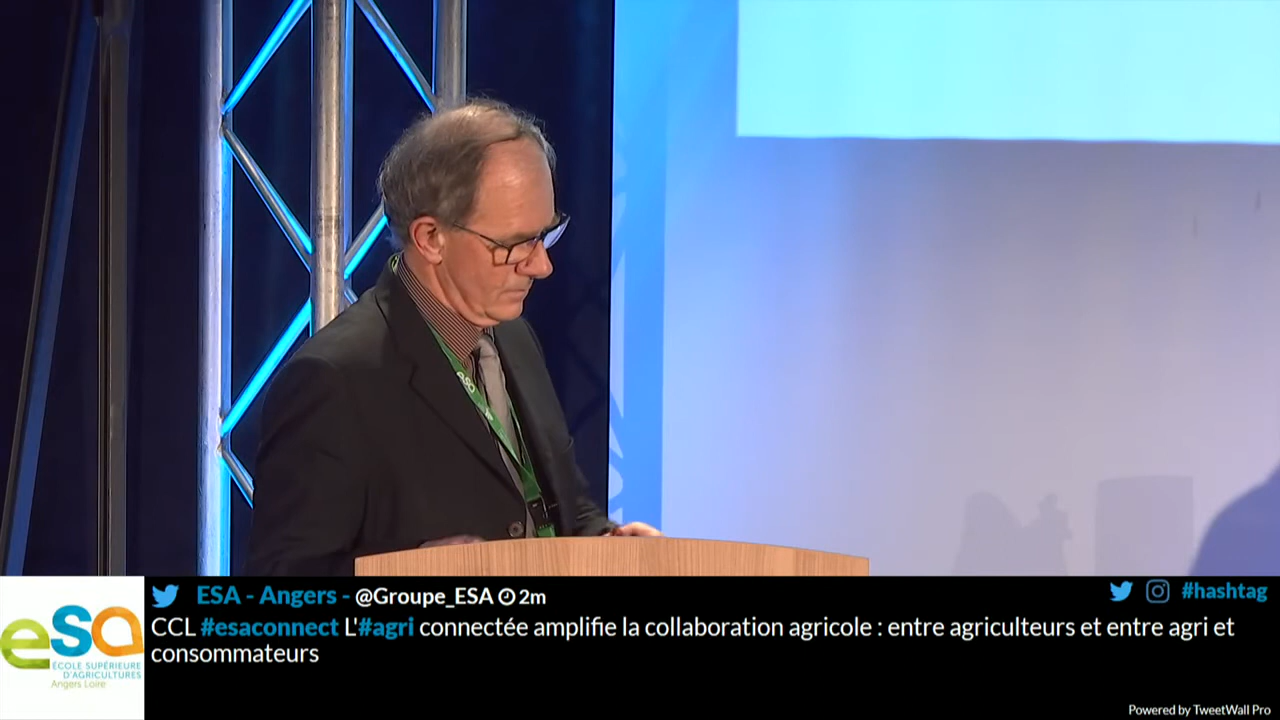 esa
ESA - Angers - @Groupe_ESA 2m
#hashtag
CCL #esaconnect L'#agri connectée amplifie la collaboration agricole : entre agriculteurs et entre agri et
consommateurs
esa
ÉCOLE SUPÉRIEURE
D'AGRICULTURES
Angers Loire
Powered by TweetWall Pro